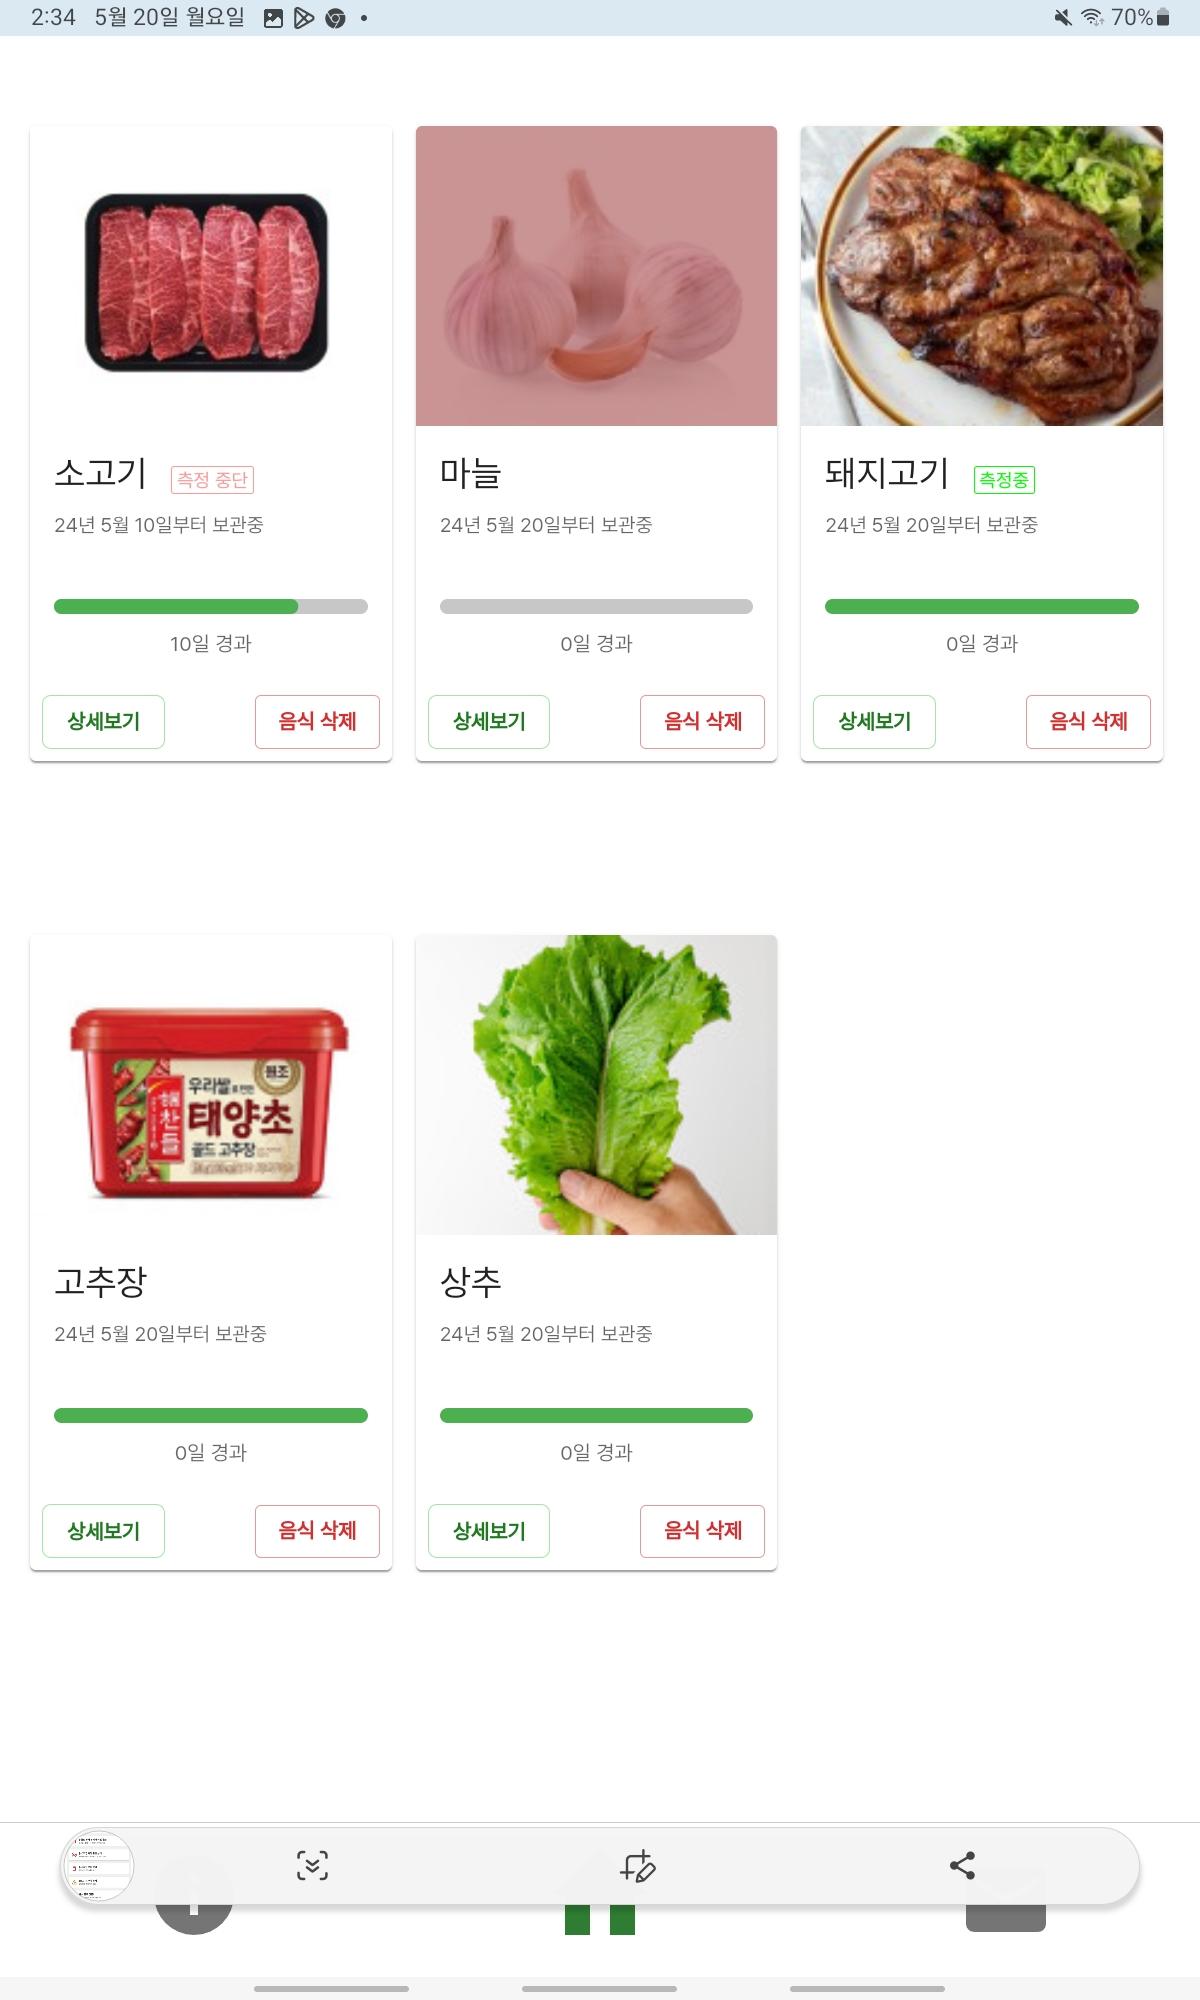 2:34 5월 20일 월요일
70%
소고기 측정 중단
24년 5월 10일부터 보관중
10일 경과
상세보기 음식 삭제
마늘
24년 5월 20일부터 보관중
0일 경과
상세보기 음식 삭제
돼지고기 측정중
24년 5월 20일부터 보관중
0일 경과
상세보기 음식 삭제
원조
우리쌀로 만든
해찬들
태양초
골드 고추장
고추장
24년 5월 20일부터 보관중
0일 경과
상세보기 음식 삭제
상추
24년 5월 20일부터 보관중
0일 경과
상세보기 음식 삭제